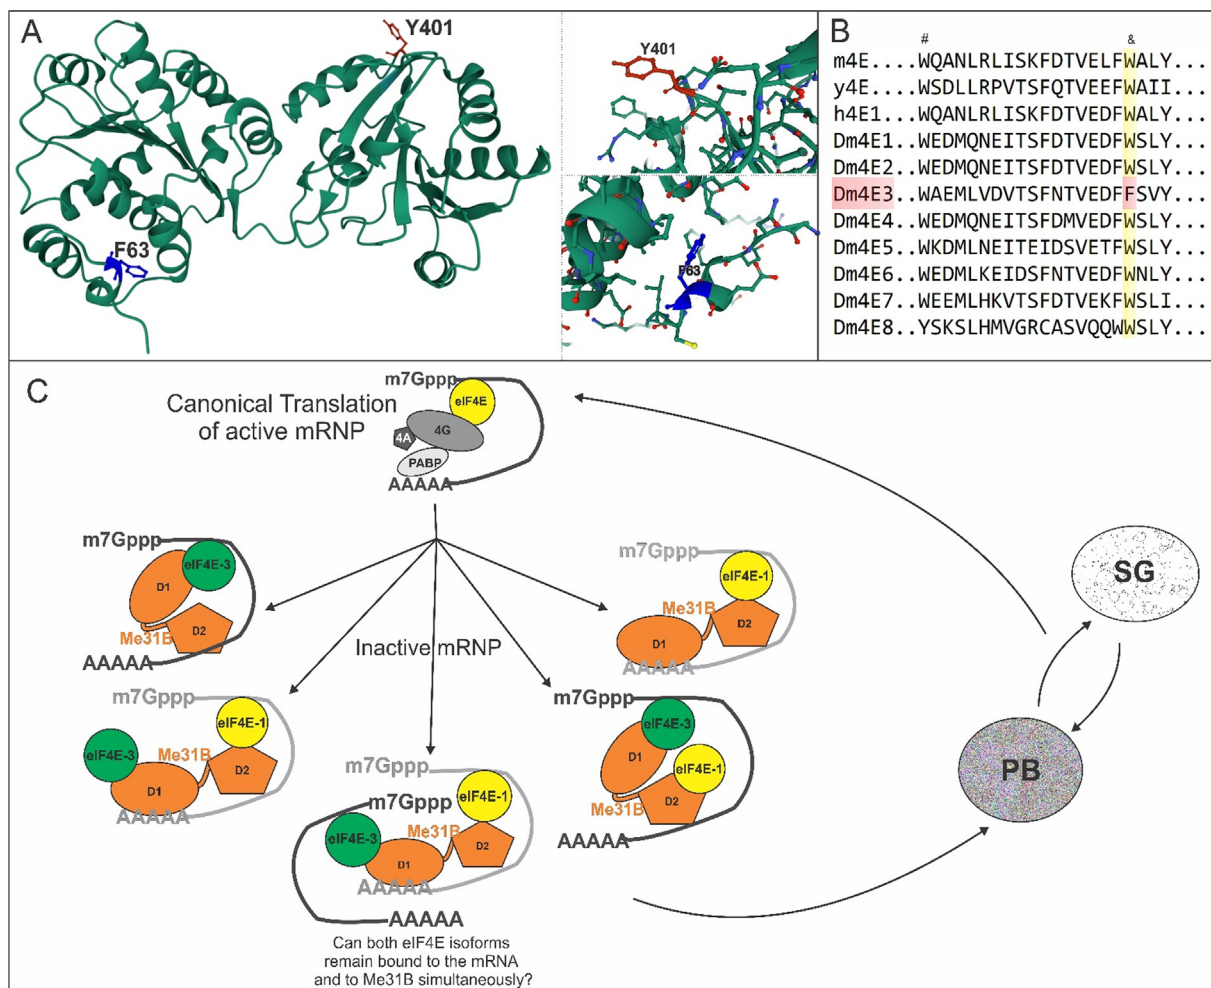 A
Y401
F63
Y401
F63
B
# &
m4E....WQANLRLISKFDTVELFWALY...
y4E....WSDLLRPVTSFQTVEEFWAII...
h4E1...WQANLRLISKFDTVEDFWALY...
Dm4E1..WEDMQNEITSFDTVEDFWSLY...
Dm4E2..WEDMQNEITSFDTVEDFWSLY...
Dm4E3..WAEMLVDVTSFNTVEDFFSVY...
Dm4E4..WEDMQNEITSFDMVEDFWSLY...
Dm4E5..WKDMLNEITEIDSVETFWSLY...
Dm4E6..WEDMLKEIDSFNTVEDFWNLY...
Dm4E7..WEEMLHKVTSFDTVEKFWSLI...
Dm4E8..YSKSLHMVGRCASVQQWWSLY...
C
Canonical Translation
of active mRNP
m7Gppp
eIF4E
4A
4G
PABP
AAAAA
m7Gppp
eIF4E-3
D1
Me31B
D2
AAAAA
m7Gppp
eIF4E-1
Me31B
D2
D1
AAAAA
Inactive mRNP
m7Gppp
eIF4E-1
eIF4E-3
Me31B
D2
D1
AAAAA
m7Gppp
m7Gppp
eIF4E-1
eIF4E-3
Me31B
D2
D1
AAAAA
AAAAA
Can both eIF4E isoforms
remain bound to the mRNA
and to Me31B simultaneously?
m7Gppp
eIF4E-3
D1
eIF4E-1
Me31B
D2
AAAAA
SG
PB